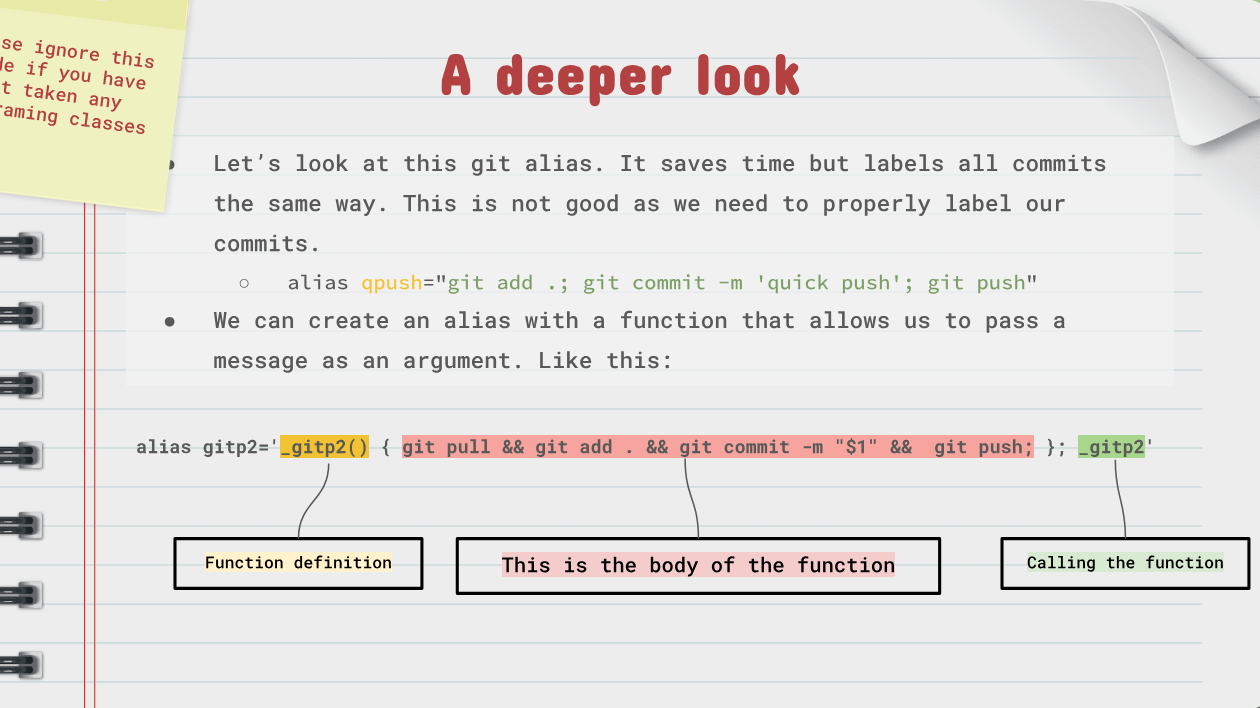 se ignore this
if you have
t taken any
raming classes
A deeper look
● Let’s look at this git alias. It saves time but labels all commits
the same way. This is not good as we need to properly label our
commits.
○ alias qpush="git add .; git commit -m 'quick push'; git push"
● We can create an alias with a function that allows us to pass a
message as an argument. Like this:
alias gitp2='_gitp2() { git pull && git add . && git commit -m "$1" &&  git push; }; _gitp2'
Function definition
This is the body of the function
Calling the function